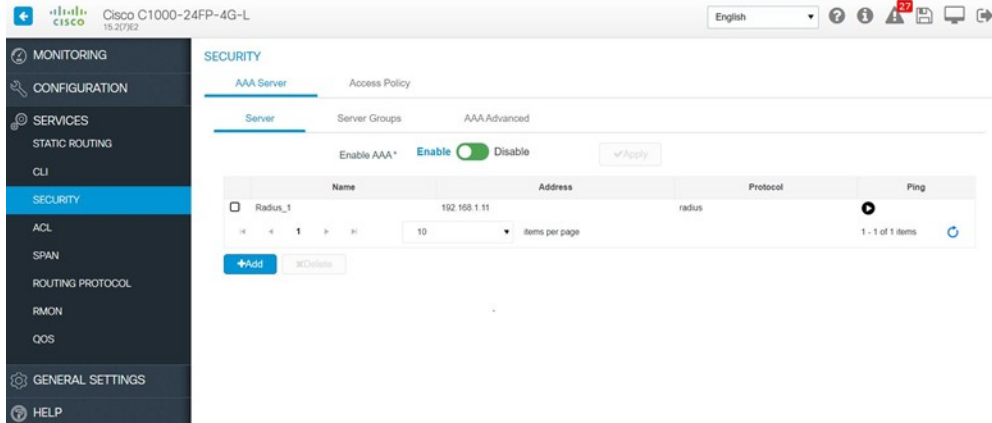 cisco
Cisco C1000-24FP-4G-L
15.2(7)E2
English
27
MONITORING
CONFIGURATION
SERVICES
STATIC ROUTING
CLI
SECURITY
ACL
SPAN
ROUTING PROTOCOL
RMON
QOS
GENERAL SETTINGS
HELP
SECURITY
AAA Server Access Policy
Server Server Groups AAA Advanced
Enable AAA* Enable Disable Apply
Name Address Protocol Ping
Radius_1 192.168.1.11 radius
1 10 items per page 1 - 1 of 1 items
+Add Delete